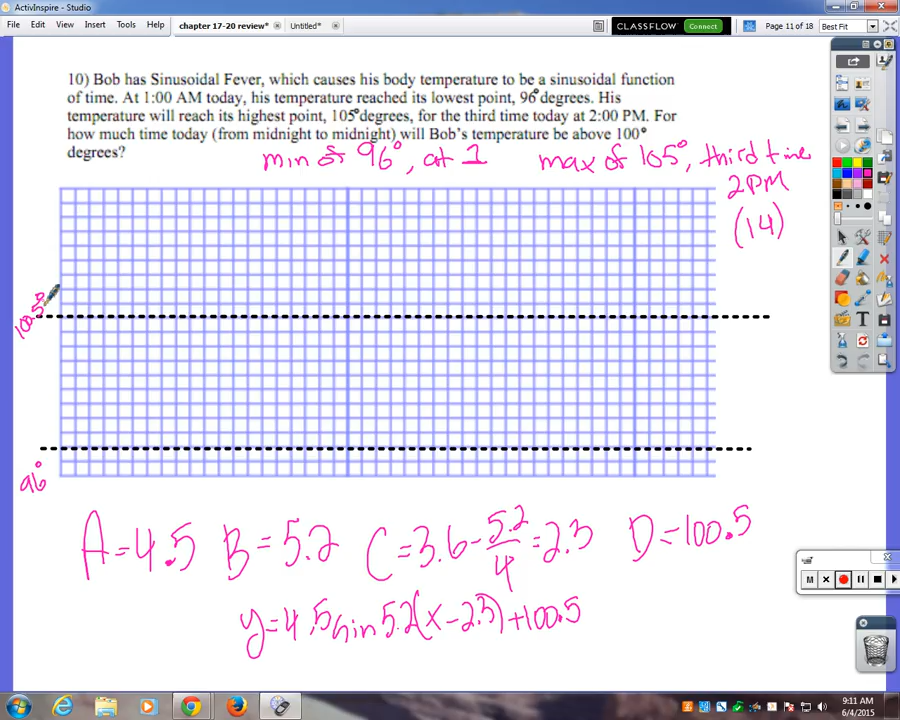 ActivInspire - Studio
File Edit View Insert Tools Help
chapter 17-20 review* Untitled*
CLASSFLOW Connect
Page 11 of 18 Best Fit
10) Bob has Sinusoidal Fever, which causes his body temperature to be a sinusoidal function
of time. At 1:00 AM today, his temperature reached its lowest point, 96° degrees. His
temperature will reach its highest point, 105° degrees, for the third time today at 2:00 PM. For
how much time today (from midnight to midnight) will Bob's temperature be above 100°
degrees?
min of 96°, at 1
max of 105°, third time
2PM
(14)
100.5°
96°
A=4.5 B=5.2 C=3.6-5.2/4=2.3 D=100.5
y=4.5sin5.2(x-2.3)+100.5
M
9:11 AM
6/4/2015